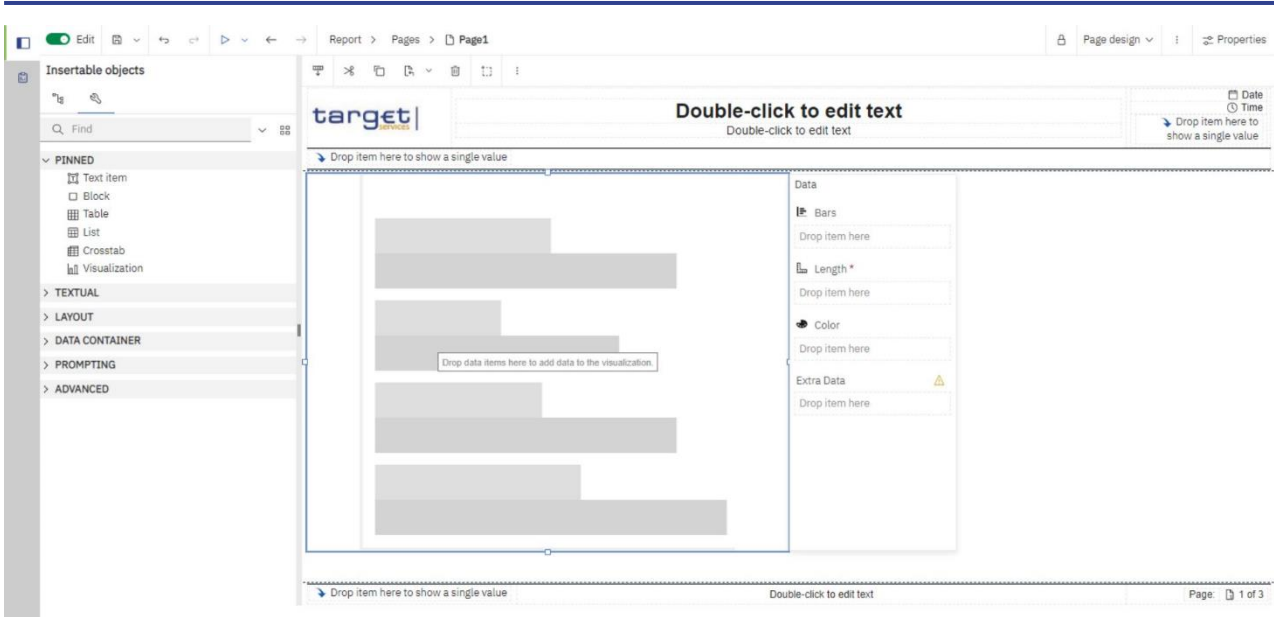 Edit
Report > Pages > Page1
Page design
Properties
Insertable objects
Find
PINNED
Text item
Block
Table
List
Crosstab
Visualization
TEXTUAL
LAYOUT
DATA CONTAINER
PROMPTING
ADVANCED
target
services
Double-click to edit text
Double-click to edit text
Date
Time
Drop item here to
show a single value
Drop item here to show a single value
Drop data items here to add data to the visualization.
Data
Bars
Drop item here
Length *
Drop item here
Color
Drop item here
Extra Data
Drop item here
Drop item here to show a single value
Double-click to edit text
Page: 1 of 3